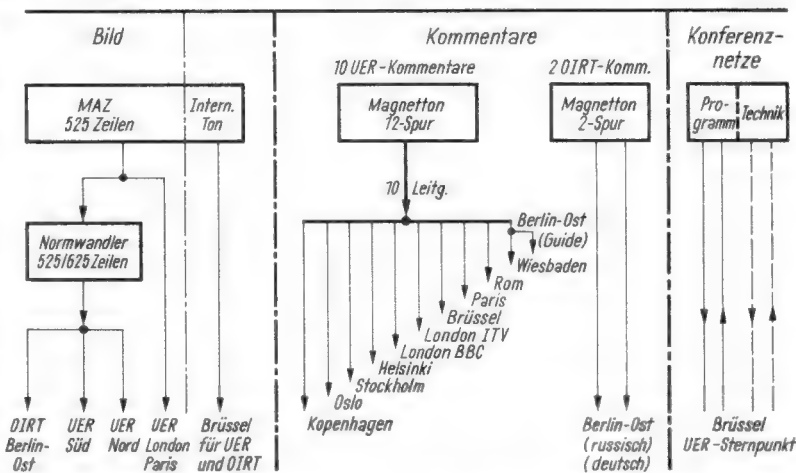 Bild
Kommentare
Konferenz-
netze
10 UER-Kommentare
2 OIRT-Komm.
MAZ
525 Zeilen
Intern.
Ton
Magnetton
12-Spur
Magnetton
2-Spur
Pro-
gramm
Technik
10 Leitg.
Normwandler
525/625 Zeilen
Berlin-Ost
(Guide)
Wiesbaden
Rom
Paris
Brüssel
London ITV
London BBC
Helsinki
Stockholm
Oslo
Kopenhagen
OIRT
Berlin-
Ost
UER
Süd
UER
Nord
UER
London
Paris
Brüssel
für UER
und OIRT
Berlin-Ost
(russisch)
(deutsch)
Brüssel
UER-Sternpunkt